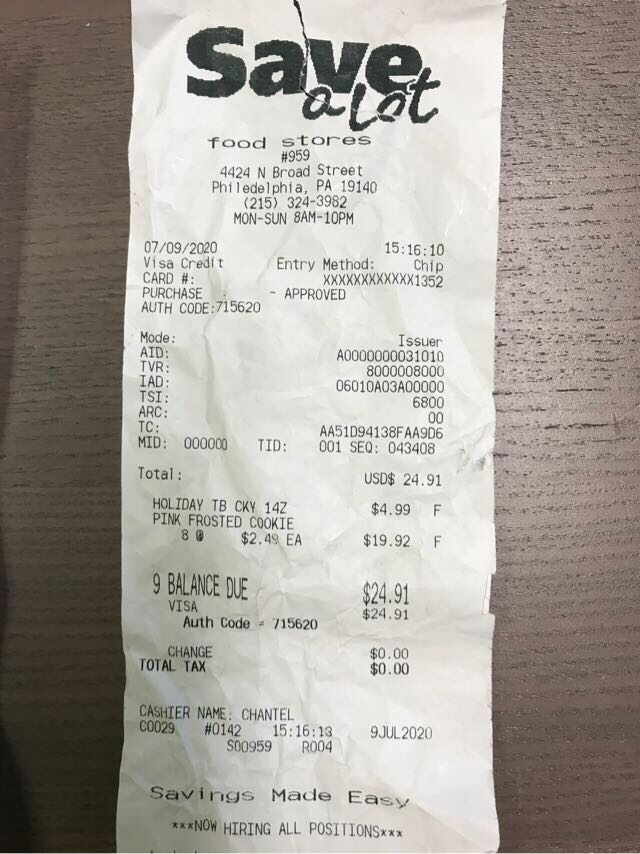 Save
a Lot
food stores
#959
4424 N Broad Street
Philedelphia, PA 19140
(215) 324-3982
MON-SUN 8AM-10PM
07/09/2020 15:16:10
Visa Credit Entry Method: Chip
CARD #: XXXXXXXXXXXX1352
PURCHASE - APPROVED
AUTH CODE:715620
Mode: Issuer
AID: A0000000031010
TVR: 8000008000
IAD: 06010A03A00000
TSI: 6800
ARC: 00
TC: AA51D94138FAA9D6
MID: 000000 TID: 001 SEQ: 043408
Total: USD$ 24.91
HOLIDAY TB CKY 14Z $4.99 F
PINK FROSTED COOKIE
8 @ $2.49 EA $19.92 F
9 BALANCE DUE $24.91
VISA $24.91
Auth Code = 715620
CHANGE $0.00
TOTAL TAX $0.00
CASHIER NAME: CHANTEL
C0029 #0142 15:16:13 9JUL2020
S00959 R004
Savings Made Easy
***NOW HIRING ALL POSITIONS***